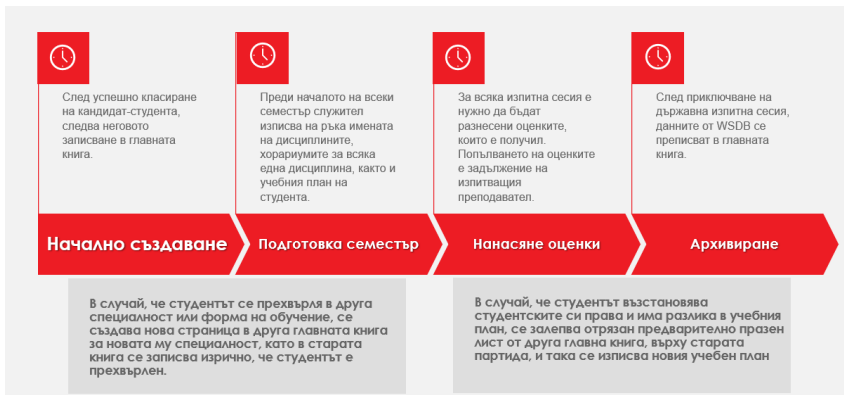 След успешно класиране
на кандидат-студента,
следва неговото
записване в главната
книга.
Преди началото на всеки
семестър служител
изписва на ръка имената
на дисциплините,
хорариумите за всяка
една дисциплина, както и
учебния план на
студента.
За всяка изпитна сесия е
нужно да бъдат
разнесени оценките,
които е получил.
Попълването на оценките
е задължение на
изпитващия
преподавател.
След приключване на
държавна изпитна сесия,
данните от WSDB се
преписват в главната
книга.
Начално създаване
Подготовка семестър
Нанасяне оценки
Архивиране
В случай, че студентът се прехвърля в друга
специалност или форма на обучение, се
създава нова страница в друга главната книга
за новата му специалност, като в старата
книга се записва изрично, че студентът е
прехвърлен.
В случай, че студентът възстановява
студентските си права и има разлика в учебния
план, се залепва отрязан предварително празен
лист от друга главна книга, върху старата
партида, и така се изписва новия учебен план